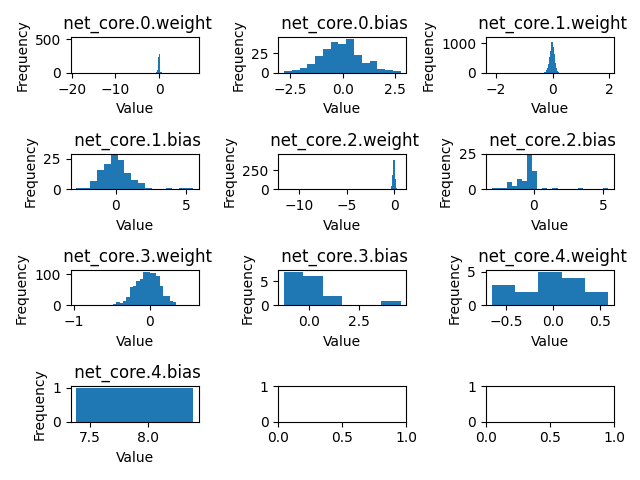 net_core.0.weight net_core.0.bias net_core.1.weight
Frequency 500 0 Frequency 25 0 Frequency 1000 0
−20 −10 0 −2.5 0.0 2.5 −2 0 2
Value Value Value
net_core.1.bias net_core.2.weight net_core.2.bias
Frequency 25 0 Frequency 250 0 Frequency 25 0
0 5 −10 −5 0 0 5
Value Value Value
net_core.3.weight net_core.3.bias net_core.4.weight
Frequency 100 0 Frequency 5 0 Frequency 5 0
−1 0 0.0 2.5 −0.5 0.0 0.5
Value Value Value
net_core.4.bias
Frequency 1 0 1 0 1 0
7.5 8.0 0.0 0.5 1.0 0.0 0.5 1.0
Value